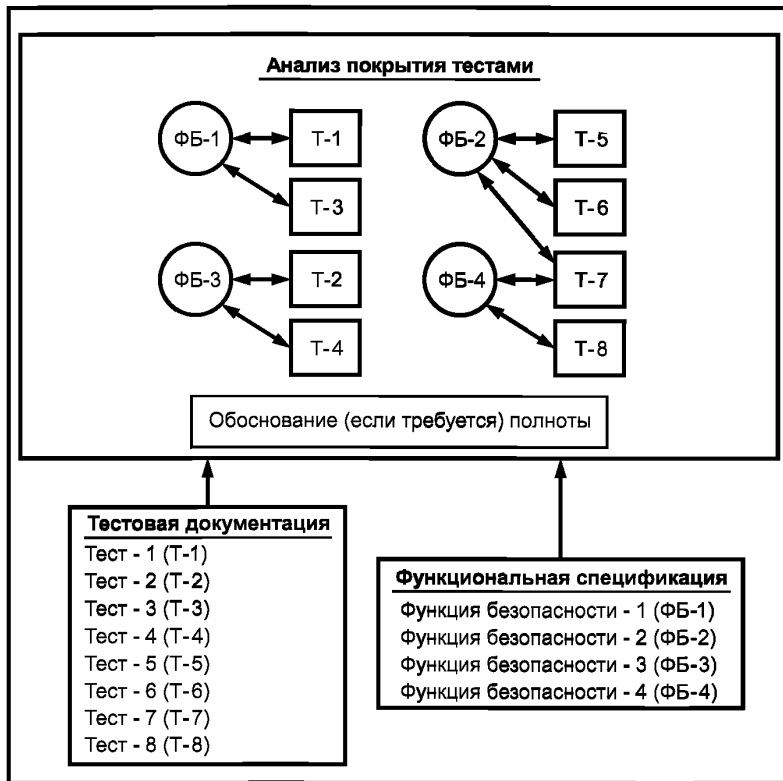 Анализ покрытия тестами
ФБ-1 Т-1 ФБ-2 Т-5
Т-3 Т-6
ФБ-3 Т-2 ФБ-4 Т-7
Т-4 Т-8
Обоснование (если требуется) полноты
Тестовая документация
Тест - 1 (Т-1)
Тест - 2 (Т-2)
Тест - 3 (Т-3)
Тест - 4 (Т-4)
Тест - 5 (Т-5)
Тест - 6 (Т-6)
Тест - 7 (Т-7)
Тест - 8 (Т-8)
Функциональная спецификация
Функция безопасности - 1 (ФБ-1)
Функция безопасности - 2 (ФБ-2)
Функция безопасности - 3 (ФБ-3)
Функция безопасности - 4 (ФБ-4)